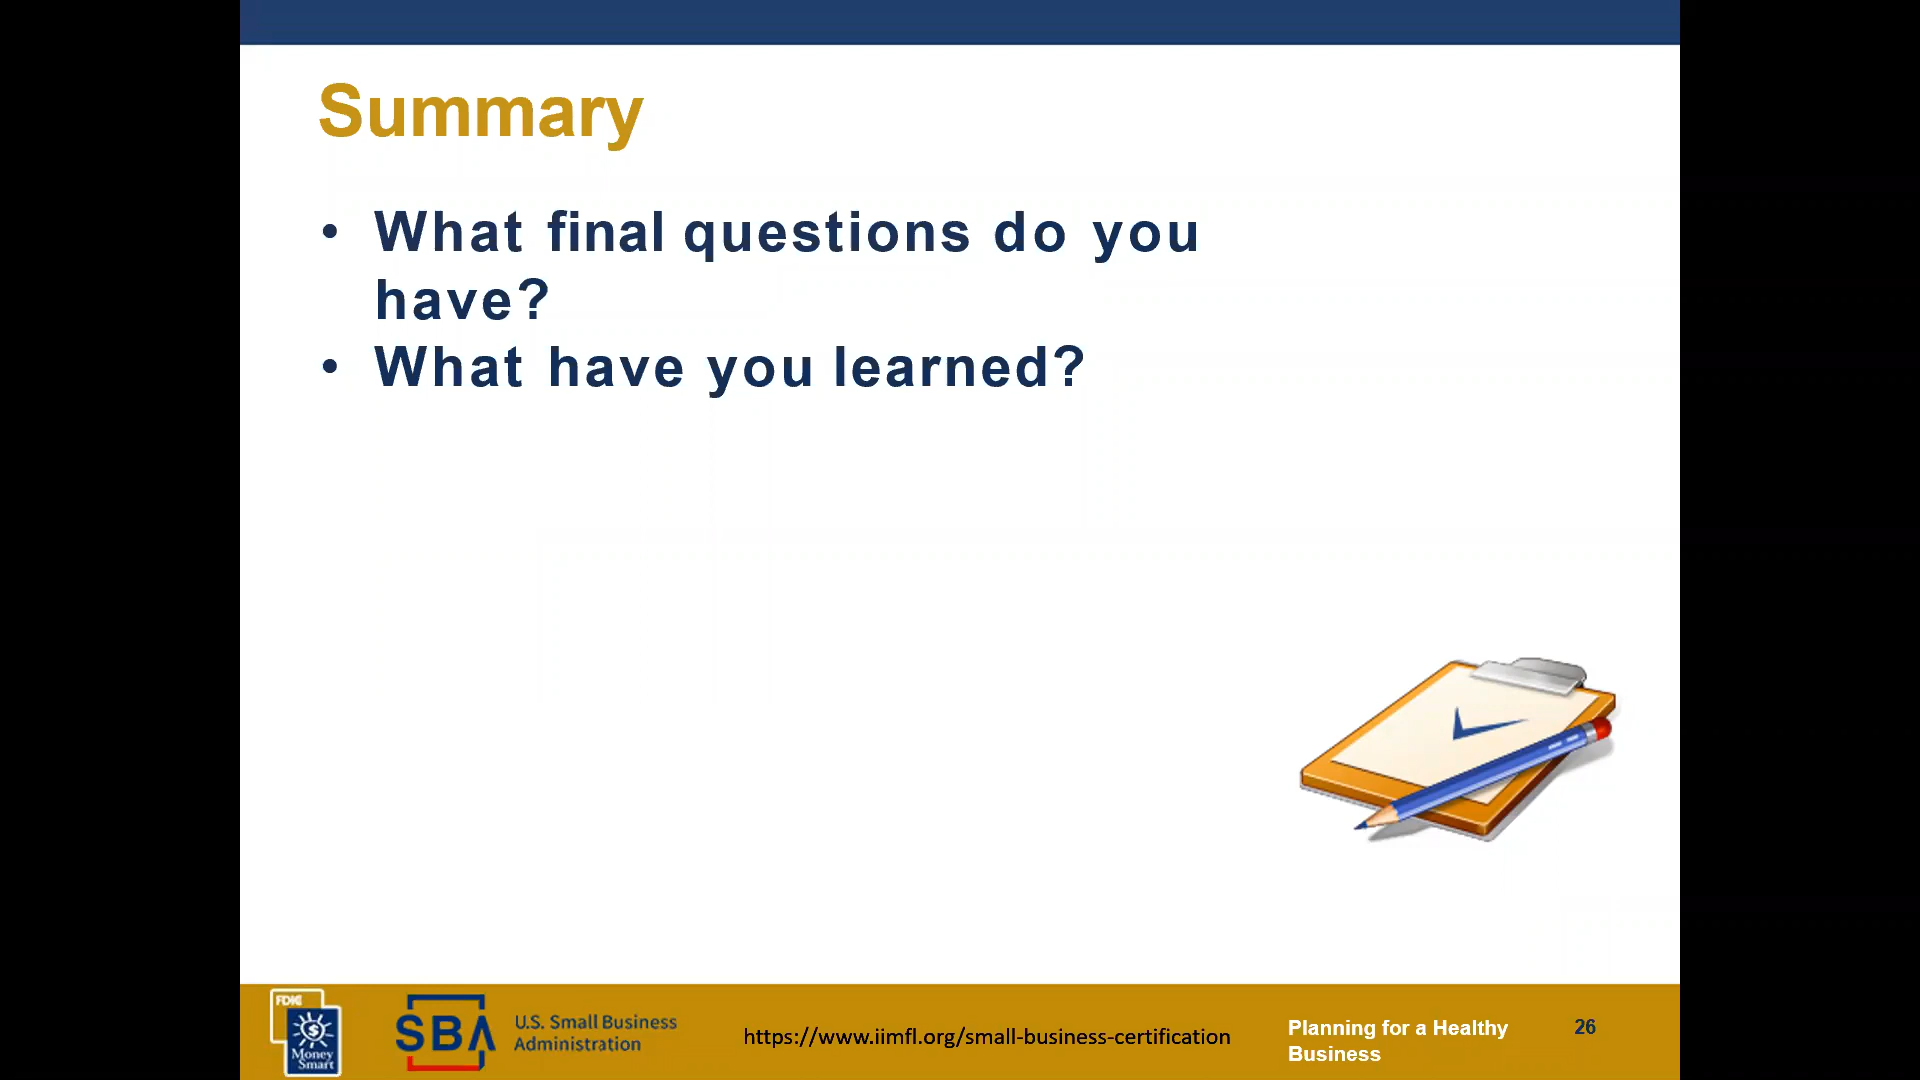 Summary
• What final questions do you
have?
• What have you learned?
FDIC
Money
Smart
SBA
U.S. Small Business
Administration
https://www.iimfl.org/small-business-certification
Planning for a Healthy
Business
26